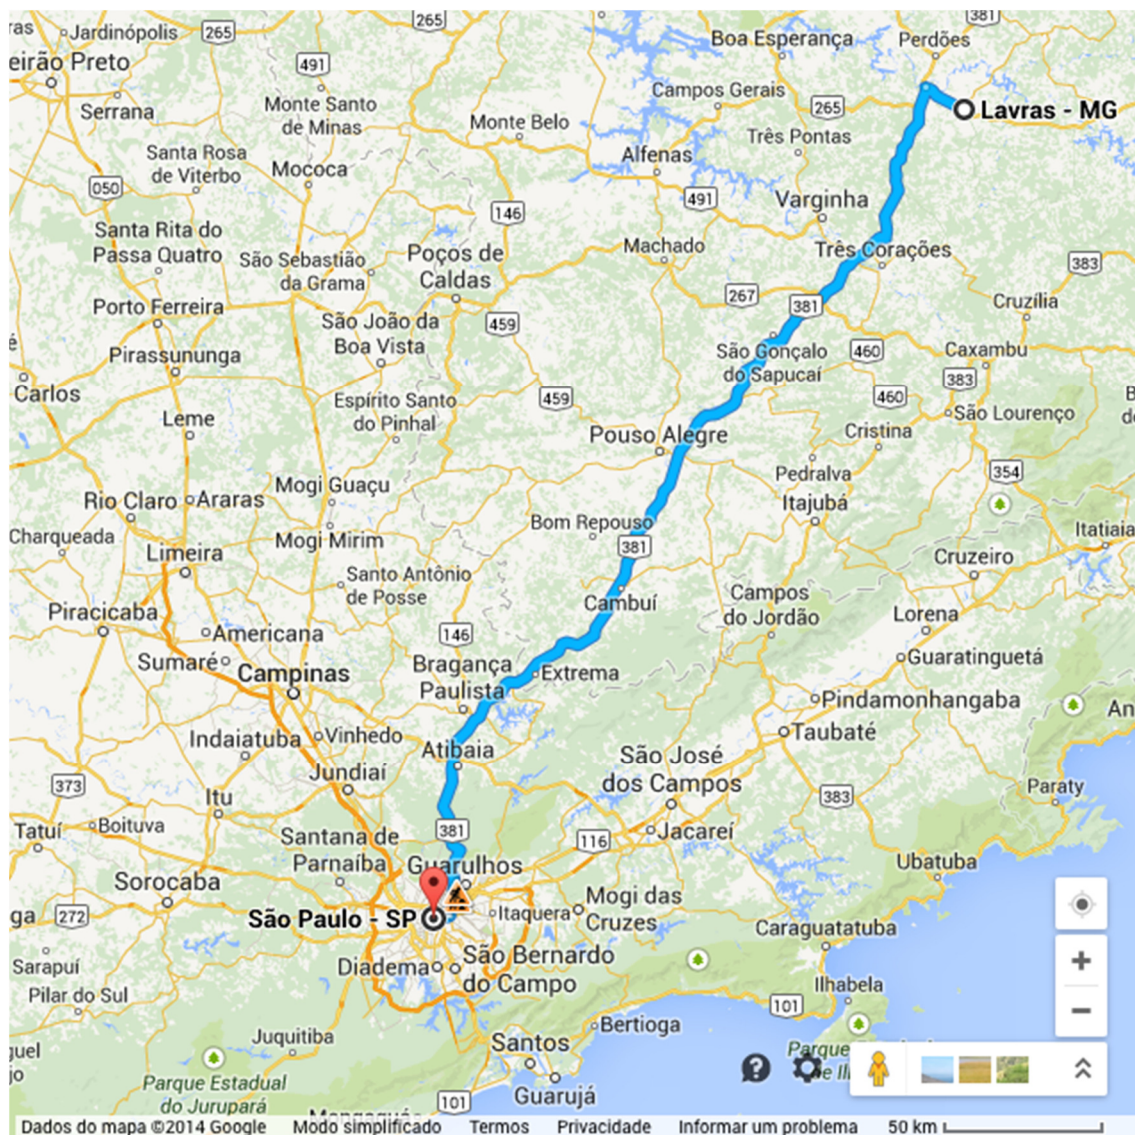 ras
Jardinópolis
265
265
381
eirão Preto
491
Boa Esperança
Perdões
Serrana
Monte Santo
de Minas
Campos Gerais
265
Lavras - MG
Monte Belo
Três Pontas
Santa Rosa
de Viterbo
Mococa
Alfenas
050
491
Varginha
146
Santa Rita do
Passa Quatro
São Sebastião
da Grama
Poços de
Caldas
Machado
Três Corações
383
267
381
Cruzília
Porto Ferreira
São João da
Boa Vista
459
é
Pirassununga
São Gonçalo
do Sapucaí
460
Caxambu
383
Carlos
Espírito Santo
do Pinhal
459
460
São Lourenço
B
d
Leme
Pouso Alegre
Cristina
Pedralva
354
Mogi Guaçu
Rio Claro
Araras
Itajubá
Bom Repouso
Charqueada
Mogi Mirim
381
Itatiaia
Limeira
Cruzeiro
Santo Antônio
de Posse
Cambuí
Campos
do Jordão
Piracicaba
Lorena
Americana
146
Sumaré
Campinas
Bragança
Paulista
Extrema
Guaratinguetá
Pindamonhangaba
An
Indaiatuba
Vinhedo
Atibaia
Taubaté
Jundiaí
São José
dos Campos
373
Itu
383
Paraty
Tatuí
Boituva
381
116
Jacareí
Santana de
Parnaíba
Guarulhos
Ubatuba
Sorocaba
Mogi das
Cruzes
ga
272
São Paulo - SP
Itaquera
Caraguatatuba
Sarapuí
Diadema
São Bernardo
do Campo
Pilar do Sul
Ilhabela
101
Bertioga
Juquitiba
guel
jo
Santos
Parque
Parque Estadual
do Jurupará
101
Guarujá
Dados do mapa ©2014 Google
Modo simplificado
Termos
Privacidade
Informar um problema
50 km